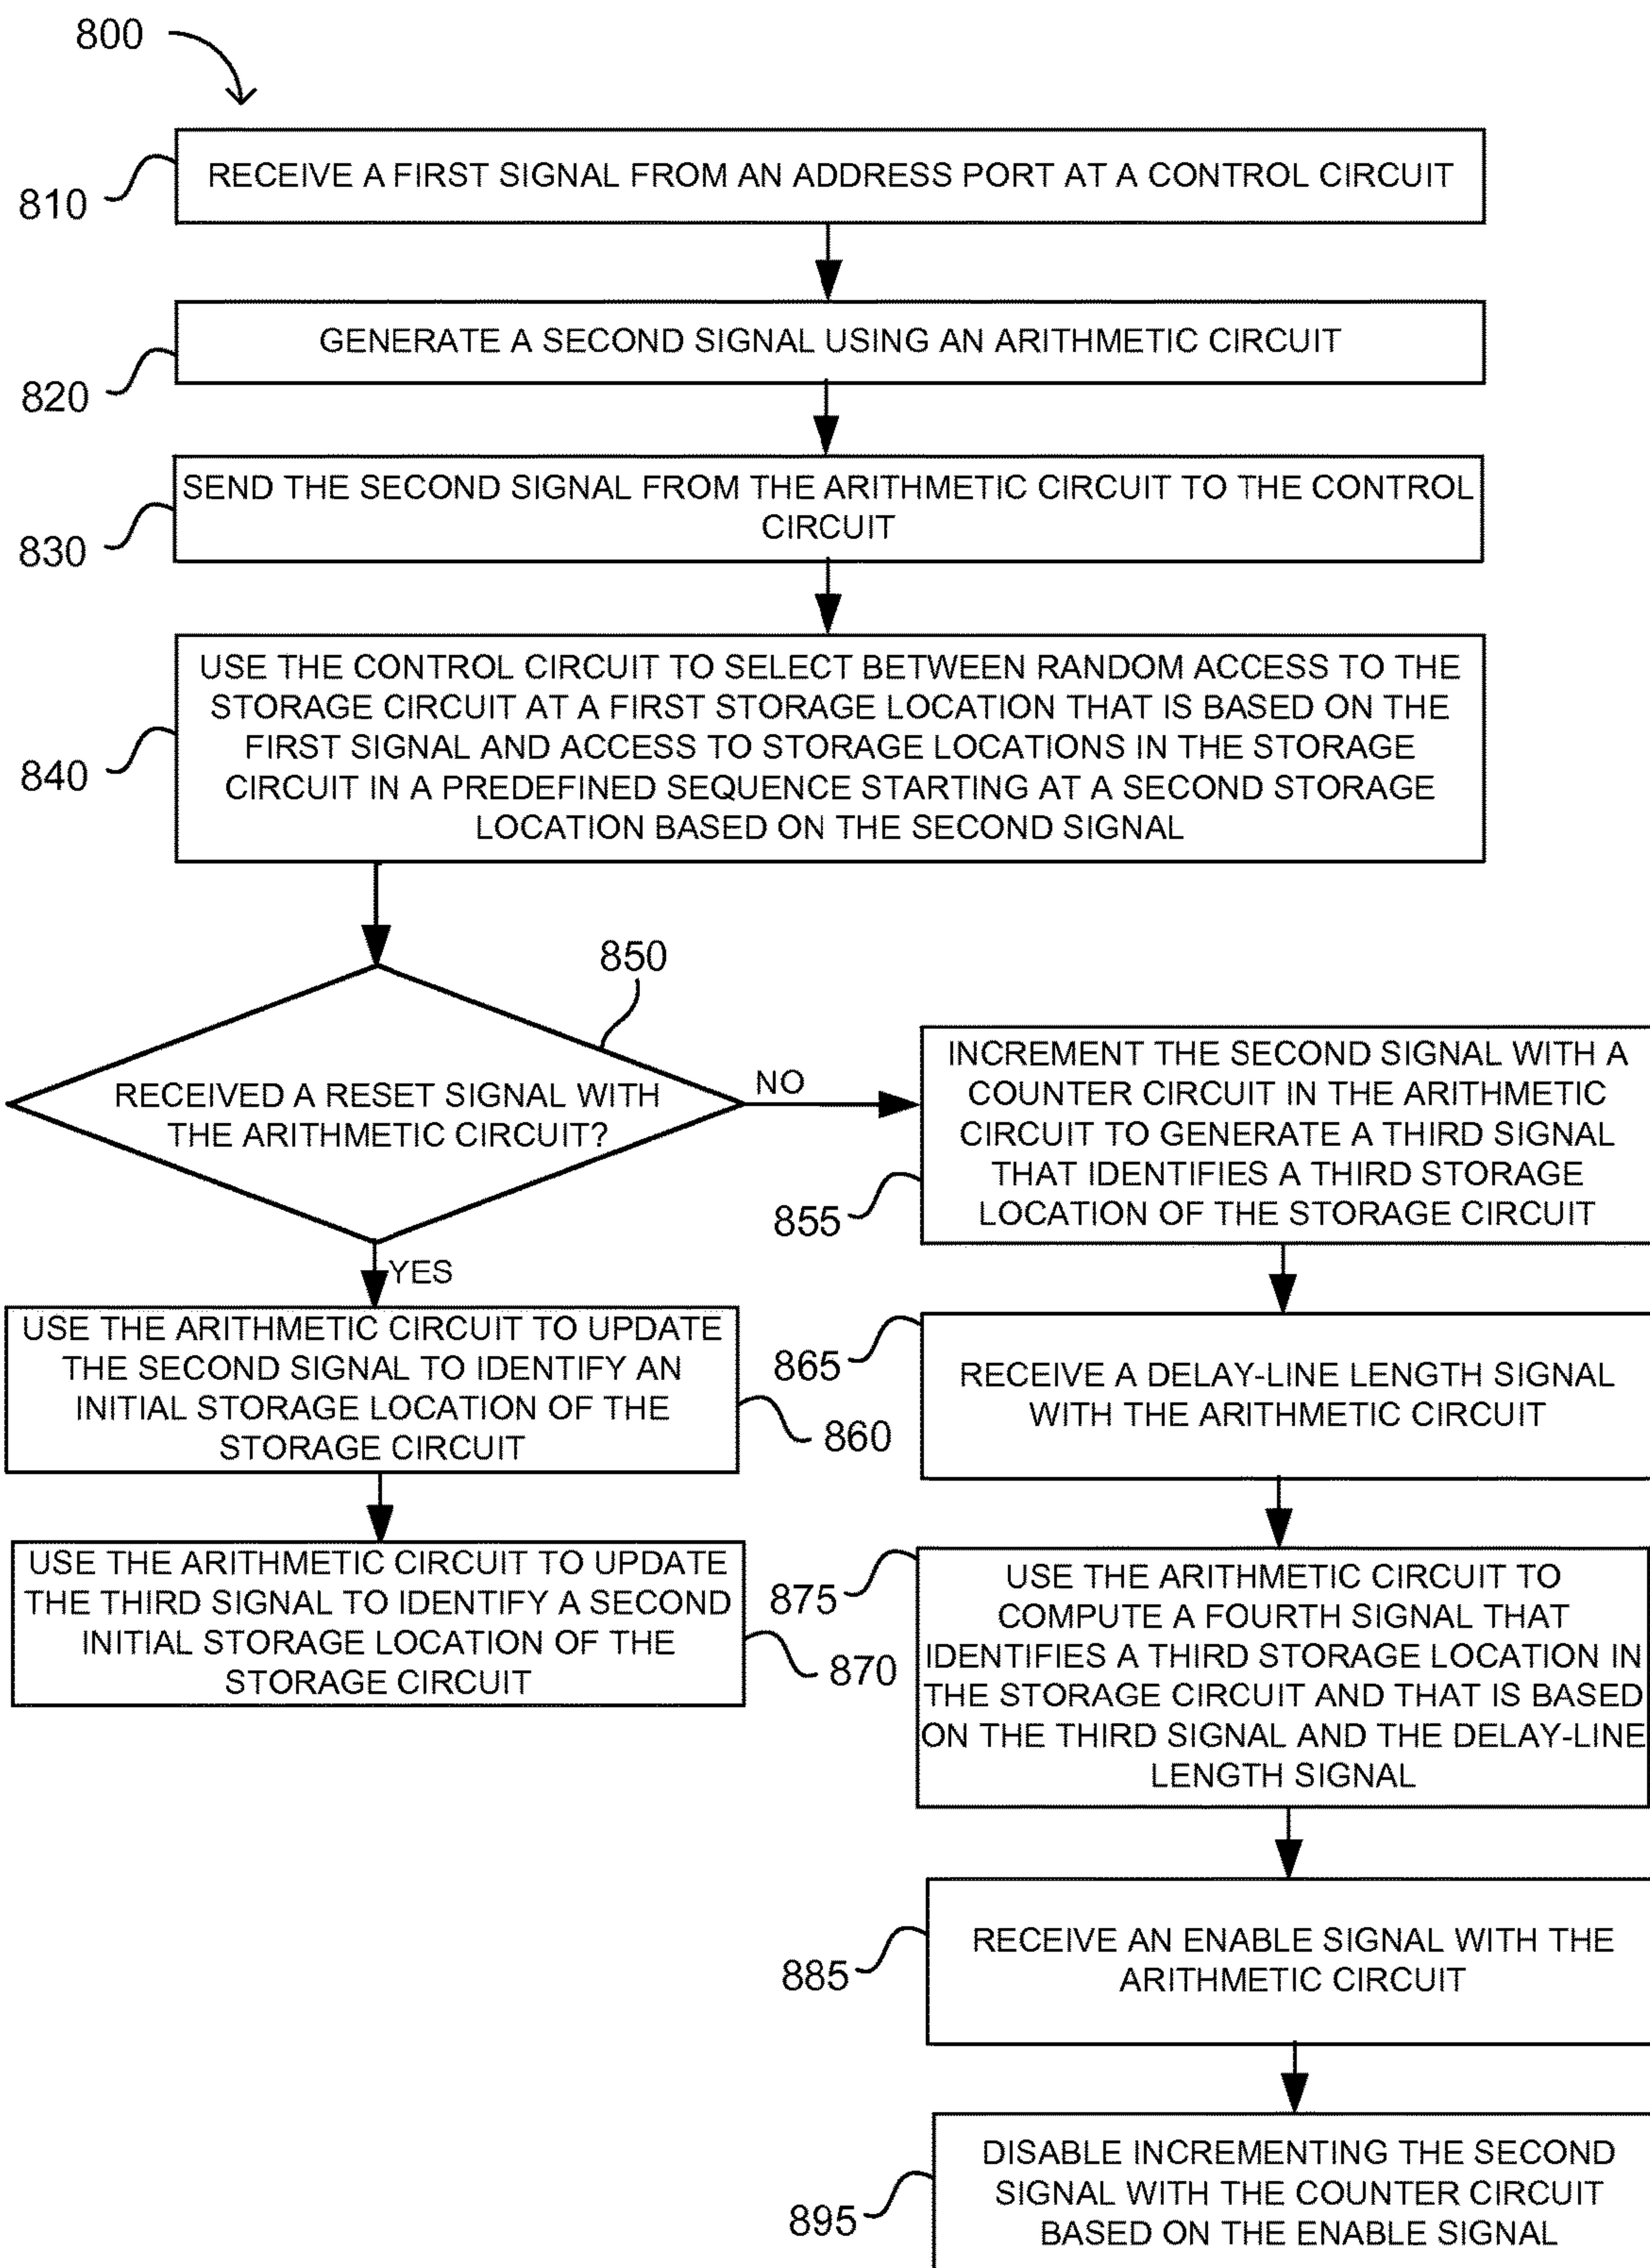 800
810
RECEIVE A FIRST SIGNAL FROM AN ADDRESS PORT AT A CONTROL CIRCUIT
820
GENERATE A SECOND SIGNAL USING AN ARITHMETIC CIRCUIT
830
SEND THE SECOND SIGNAL FROM THE ARITHMETIC CIRCUIT TO THE CONTROL
CIRCUIT
840
USE THE CONTROL CIRCUIT TO SELECT BETWEEN RANDOM ACCESS TO THE
STORAGE CIRCUIT AT A FIRST STORAGE LOCATION THAT IS BASED ON THE
FIRST SIGNAL AND ACCESS TO STORAGE LOCATIONS IN THE STORAGE
CIRCUIT IN A PREDEFINED SEQUENCE STARTING AT A SECOND STORAGE
LOCATION BASED ON THE SECOND SIGNAL
850
RECEIVED A RESET SIGNAL WITH
THE ARITHMETIC CIRCUIT?
NO
YES
USE THE ARITHMETIC CIRCUIT TO UPDATE
THE SECOND SIGNAL TO IDENTIFY AN
INITIAL STORAGE LOCATION OF THE
STORAGE CIRCUIT
860
USE THE ARITHMETIC CIRCUIT TO UPDATE
THE THIRD SIGNAL TO IDENTIFY A SECOND
INITIAL STORAGE LOCATION OF THE
STORAGE CIRCUIT
870
INCREMENT THE SECOND SIGNAL WITH A
COUNTER CIRCUIT IN THE ARITHMETIC
CIRCUIT TO GENERATE A THIRD SIGNAL
THAT IDENTIFIES A THIRD STORAGE
LOCATION OF THE STORAGE CIRCUIT
855
865
RECEIVE A DELAY-LINE LENGTH SIGNAL
WITH THE ARITHMETIC CIRCUIT
875
USE THE ARITHMETIC CIRCUIT TO
COMPUTE A FOURTH SIGNAL THAT
IDENTIFIES A THIRD STORAGE LOCATION IN
THE STORAGE CIRCUIT AND THAT IS BASED
ON THE THIRD SIGNAL AND THE DELAY-LINE
LENGTH SIGNAL
885
RECEIVE AN ENABLE SIGNAL WITH THE
ARITHMETIC CIRCUIT
895
DISABLE INCREMENTING THE SECOND
SIGNAL WITH THE COUNTER CIRCUIT
BASED ON THE ENABLE SIGNAL